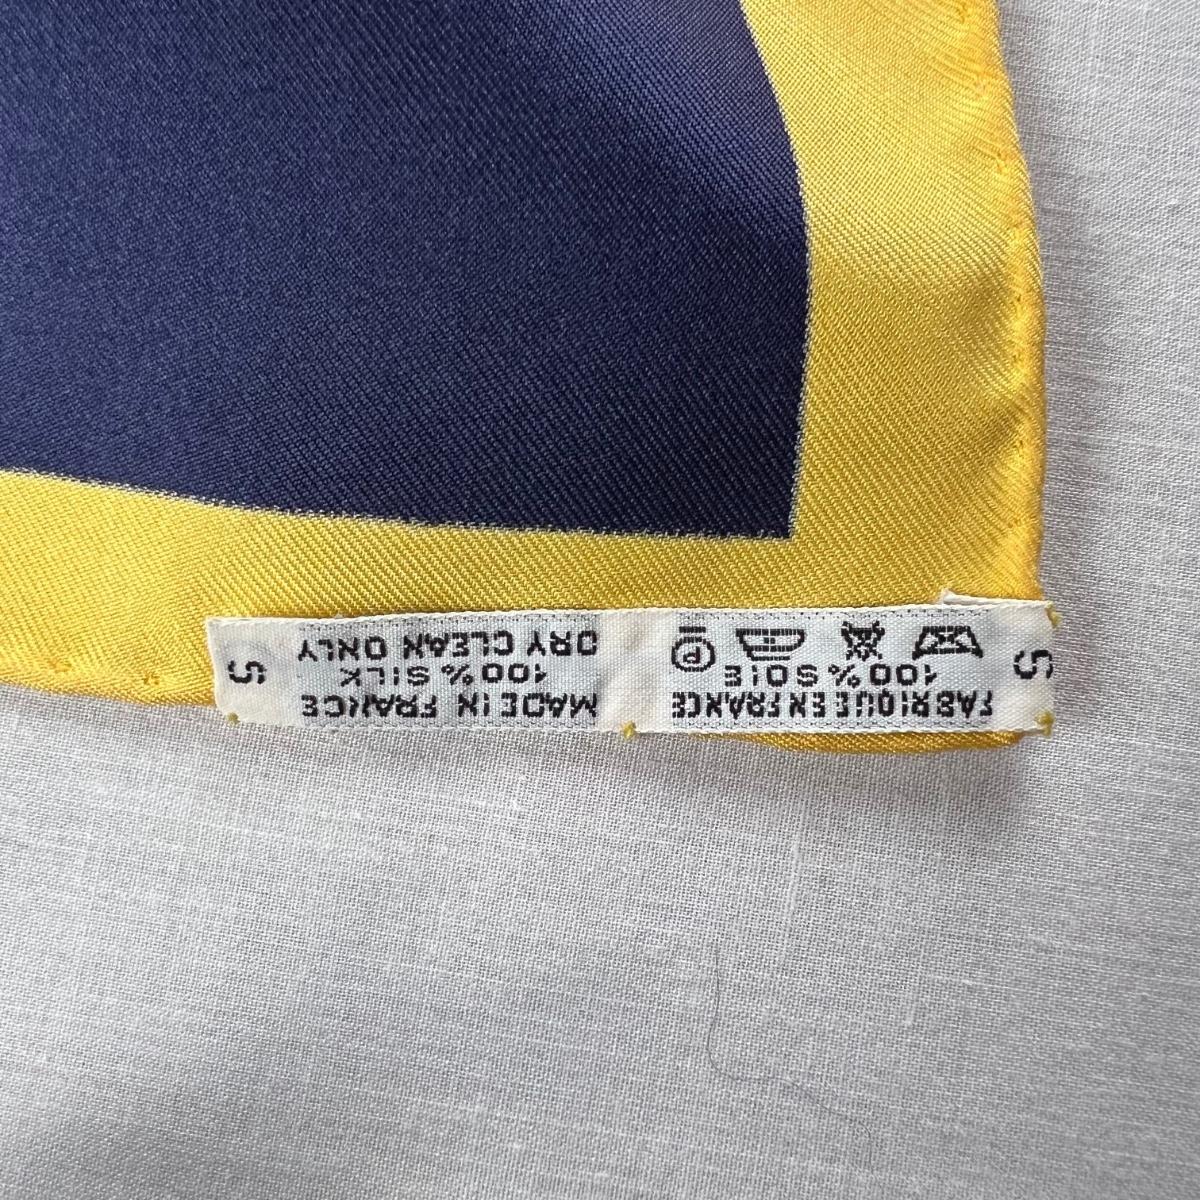 S
FABRIQUE EN FRANCE
100% SOIE
P
MADE IN FRANCE
100% SILK
DRY CLEAN ONLY
S